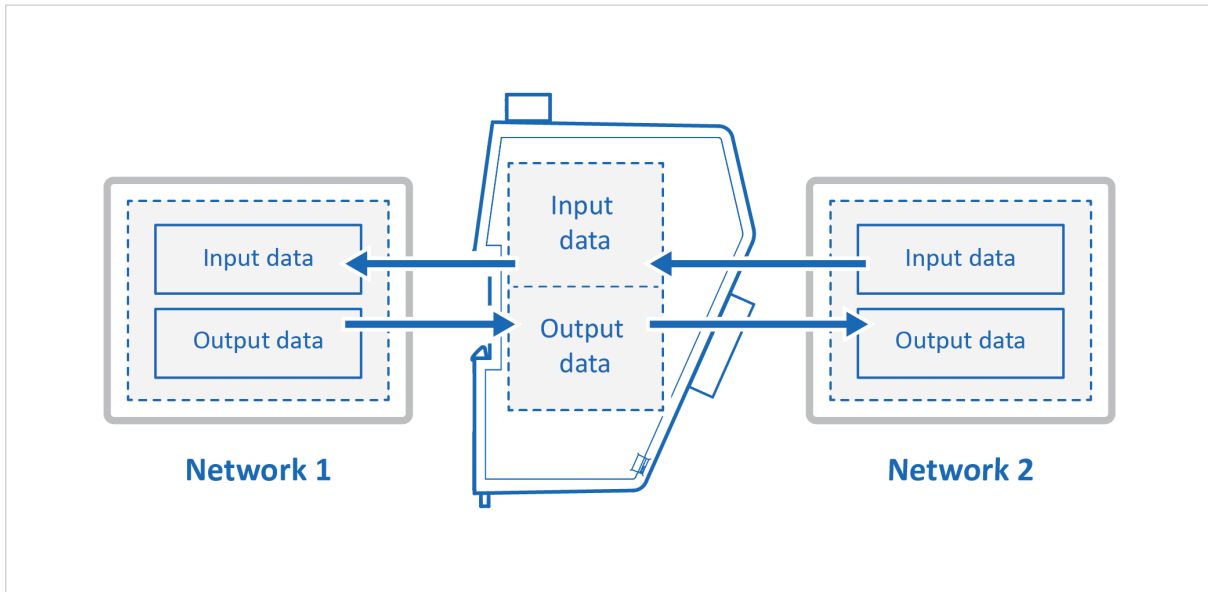 Input
data
Input data
Input data
Output data
Output
data
Output data
Network 1
Network 2